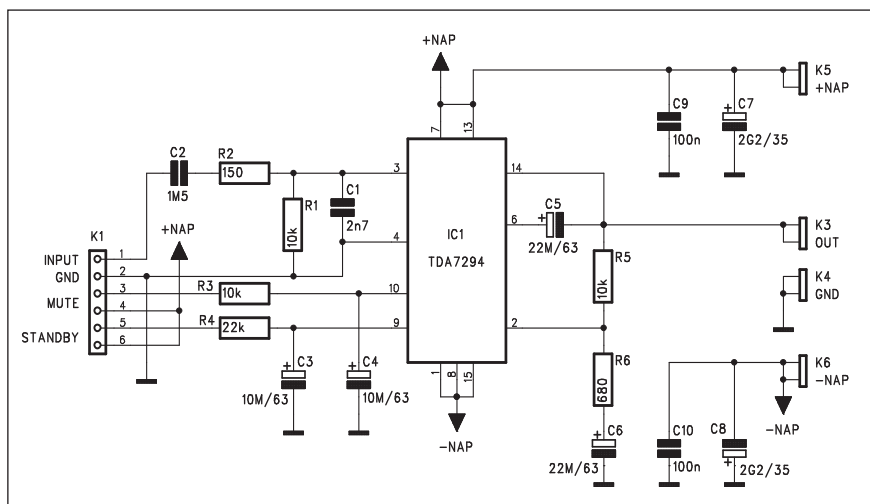 +NAP
K5
+NAP
C9
100n
C7
2G2/35
7
13
C2
1M5
R2
150
3
14
R1
10k
C1
2n7
IC1
TDA7294
6
C5
22M/63
K3
OUT
+NAP
K1
INPUT
GND
MUTE
STANDBY
1
2
3
4
5
6
4
R5
10k
K4
GND
R3
10k
10
R4
22k
9
2
C3
10M/63
C4
10M/63
1
8
15
-NAP
R6
680
C6
22M/63
C10
100n
C8
2G2/35
K6
-NAP
-NAP